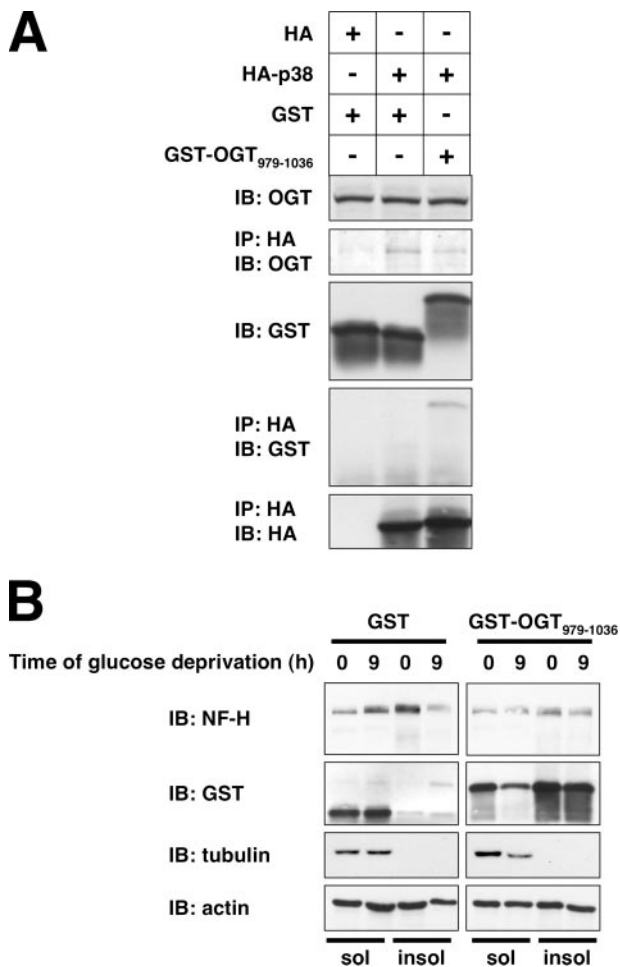 A
HA + - -
HA-p38 - + +
GST + + -
GST-OGT979-1036 - - +
IB: OGT
IP: HA
IB: OGT
IB: GST
IP: HA
IB: GST
IP: HA
IB: HA
B
GST GST-OGT979-1036
Time of glucose deprivation (h) 0 9 0 9 0 9 0 9
IB: NF-H
IB: GST
IB: tubulin
IB: actin
sol insol sol insol